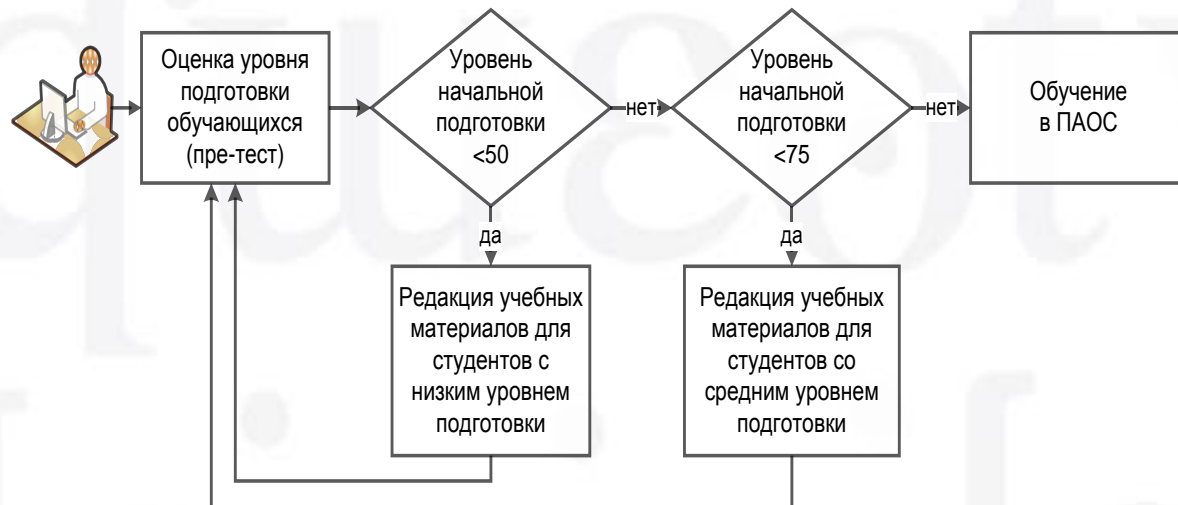 Оценка уровня
подготовки
обучающихся
(пре-тест)
Уровень
начальной
подготовки
<50
нет
Уровень
начальной
подготовки
<75
нет
Обучение
в ПАОС
да
да
Редакция учебных
материалов для
студентов с
низким уровнем
подготовки
Редакция учебных
материалов для
студентов со
средним уровнем
подготовки